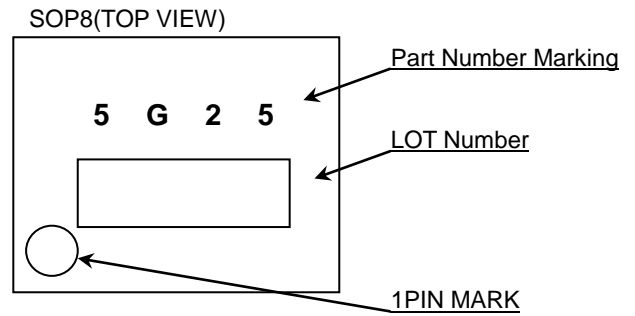 SOP8(TOP VIEW)
Part Number Marking
5 G 2 5
LOT Number
1PIN MARK